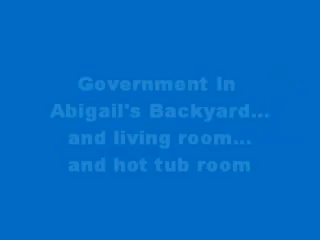 Government In
Abigail's Backyard...
and living room...
and hot tub room